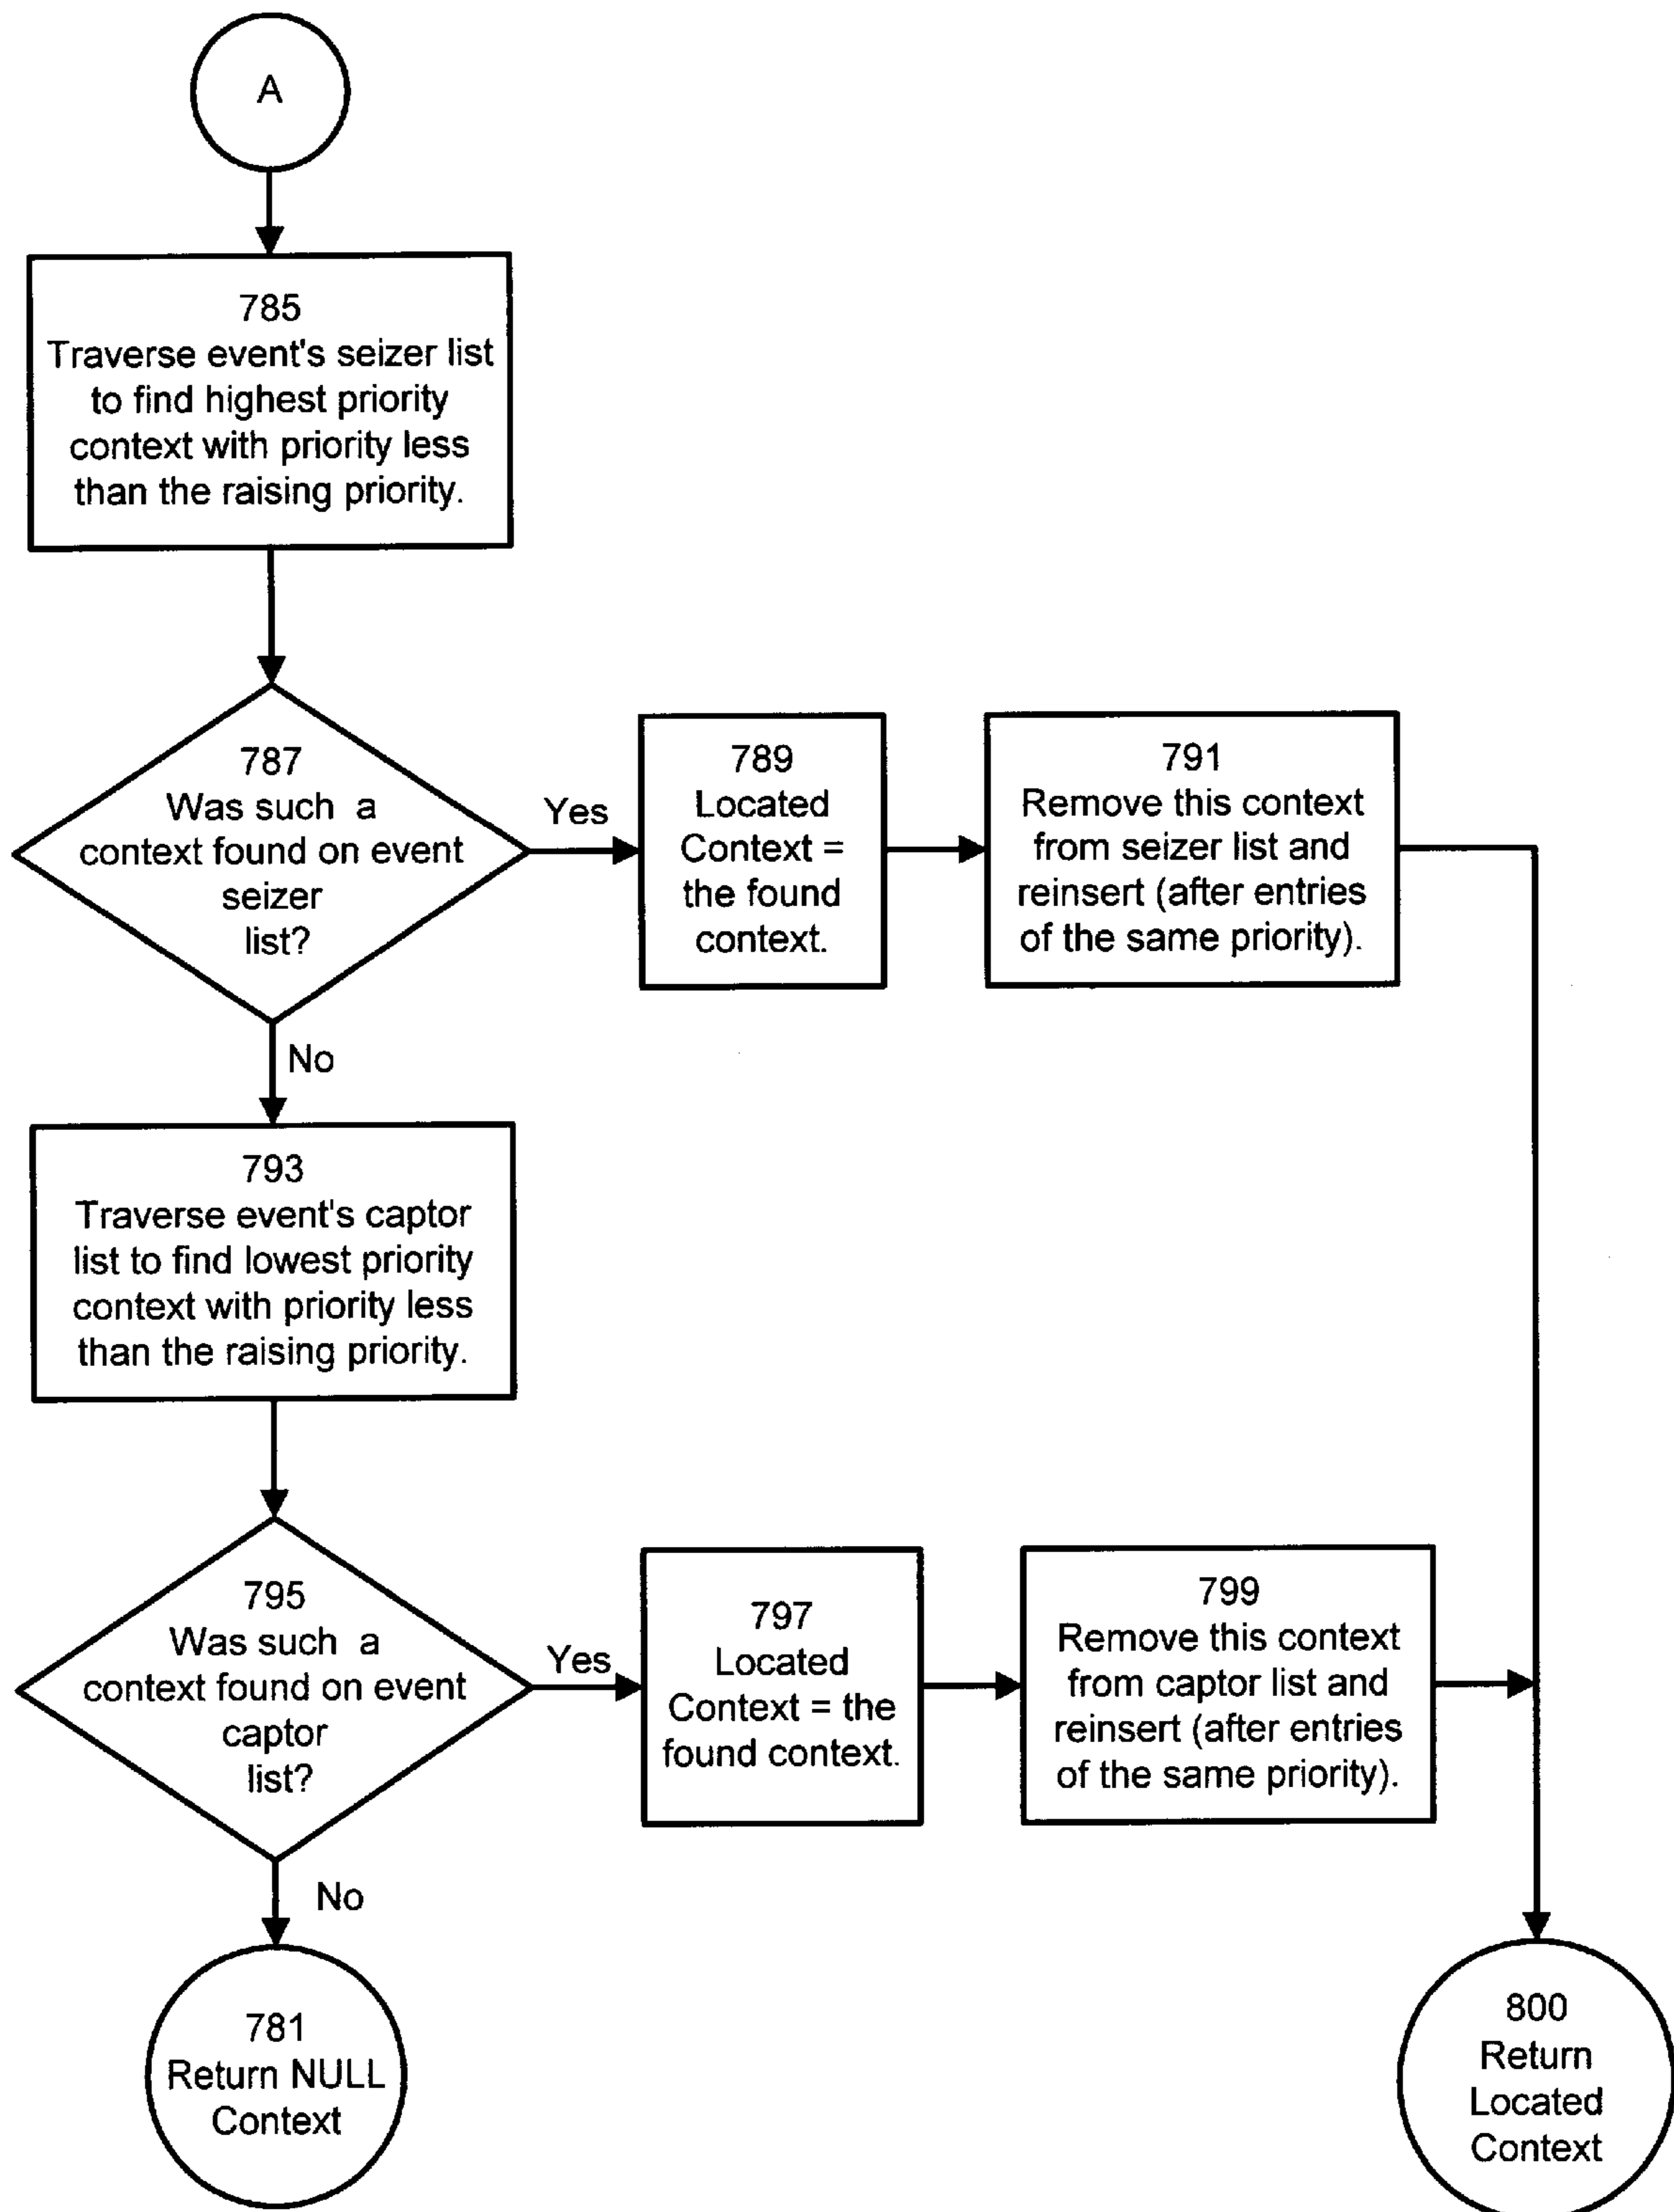 A
785
Traverse event's seizer list
to find highest priority
context with priority less
than the raising priority.
787
Was such a
context found on event
seizer
list?
Yes
789
Located
Context =
the found
context.
791
Remove this context
from seizer list and
reinsert (after entries
of the same priority).
No
793
Traverse event's captor
list to find lowest priority
context with priority less
than the raising priority.
795
Was such a
context found on event
captor
list?
Yes
797
Located
Context = the
found context.
799
Remove this context
from captor list and
reinsert (after entries
of the same priority).
No
781
Return NULL
Context
800
Return
Located
Context